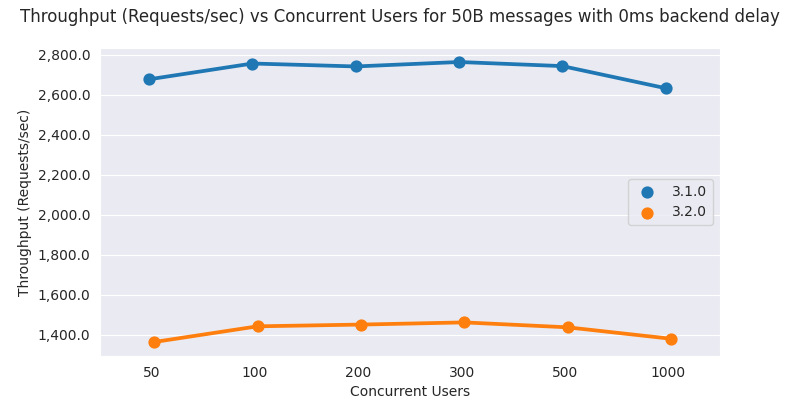 Throughput (Requests/sec) vs Concurrent Users for 50B messages with 0ms backend delay
2,800.0
2,600.0
2,400.0
2,200.0
2,000.0
1,800.0
1,600.0
1,400.0
Throughput (Requests/sec)
3.1.0
3.2.0
50 100 200 300 500 1000
Concurrent Users